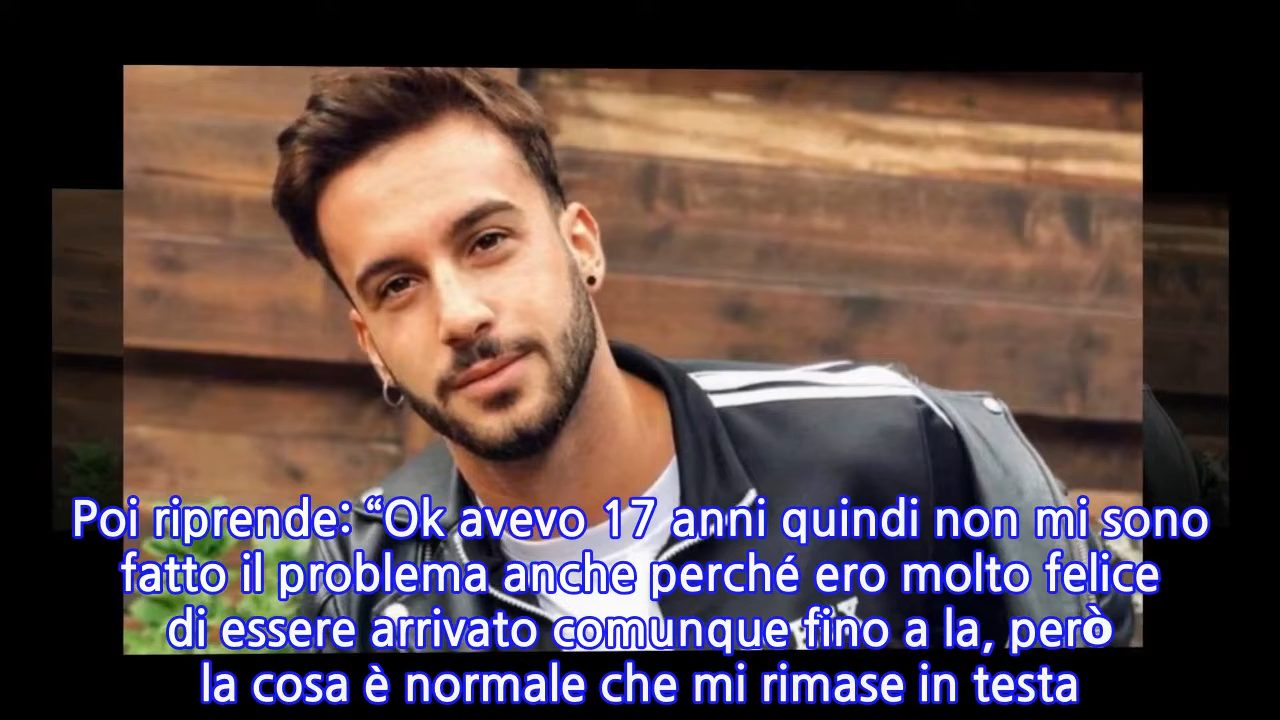 Poi riprende: “Ok avevo 17 anni quindi non mi sono
fatto il problema anche perché ero molto felice
di essere arrivato comunque fino a la, però
la cosa è normale che mi rimase in testa